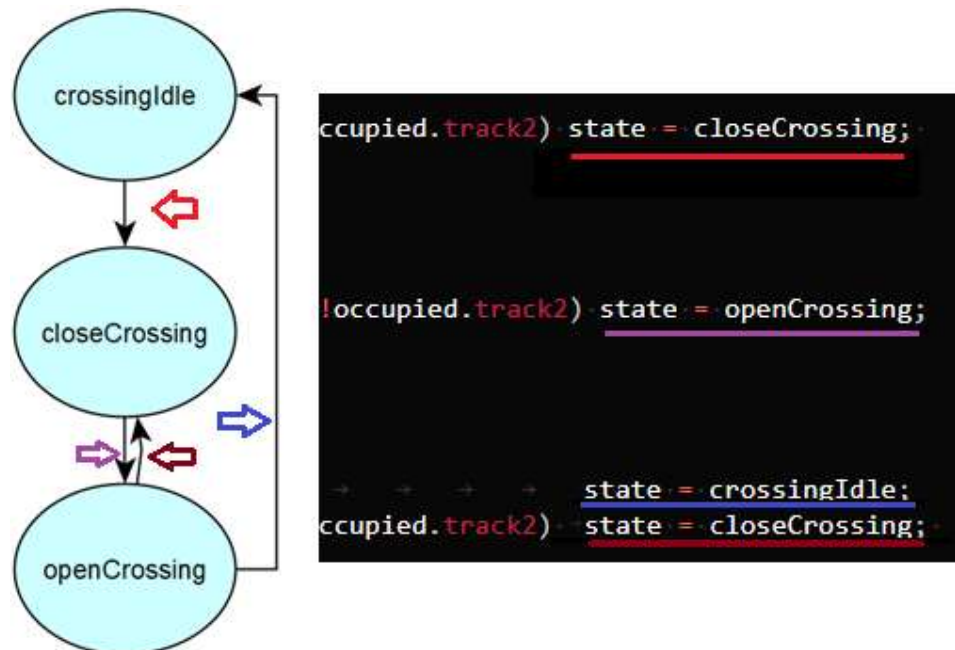 crossingIdle
closeCrossing
openCrossing
ccupied.track2) state = closeCrossing;
!occupied.track2) state = openCrossing;
state = crossingIdle;
ccupied.track2) state = closeCrossing;